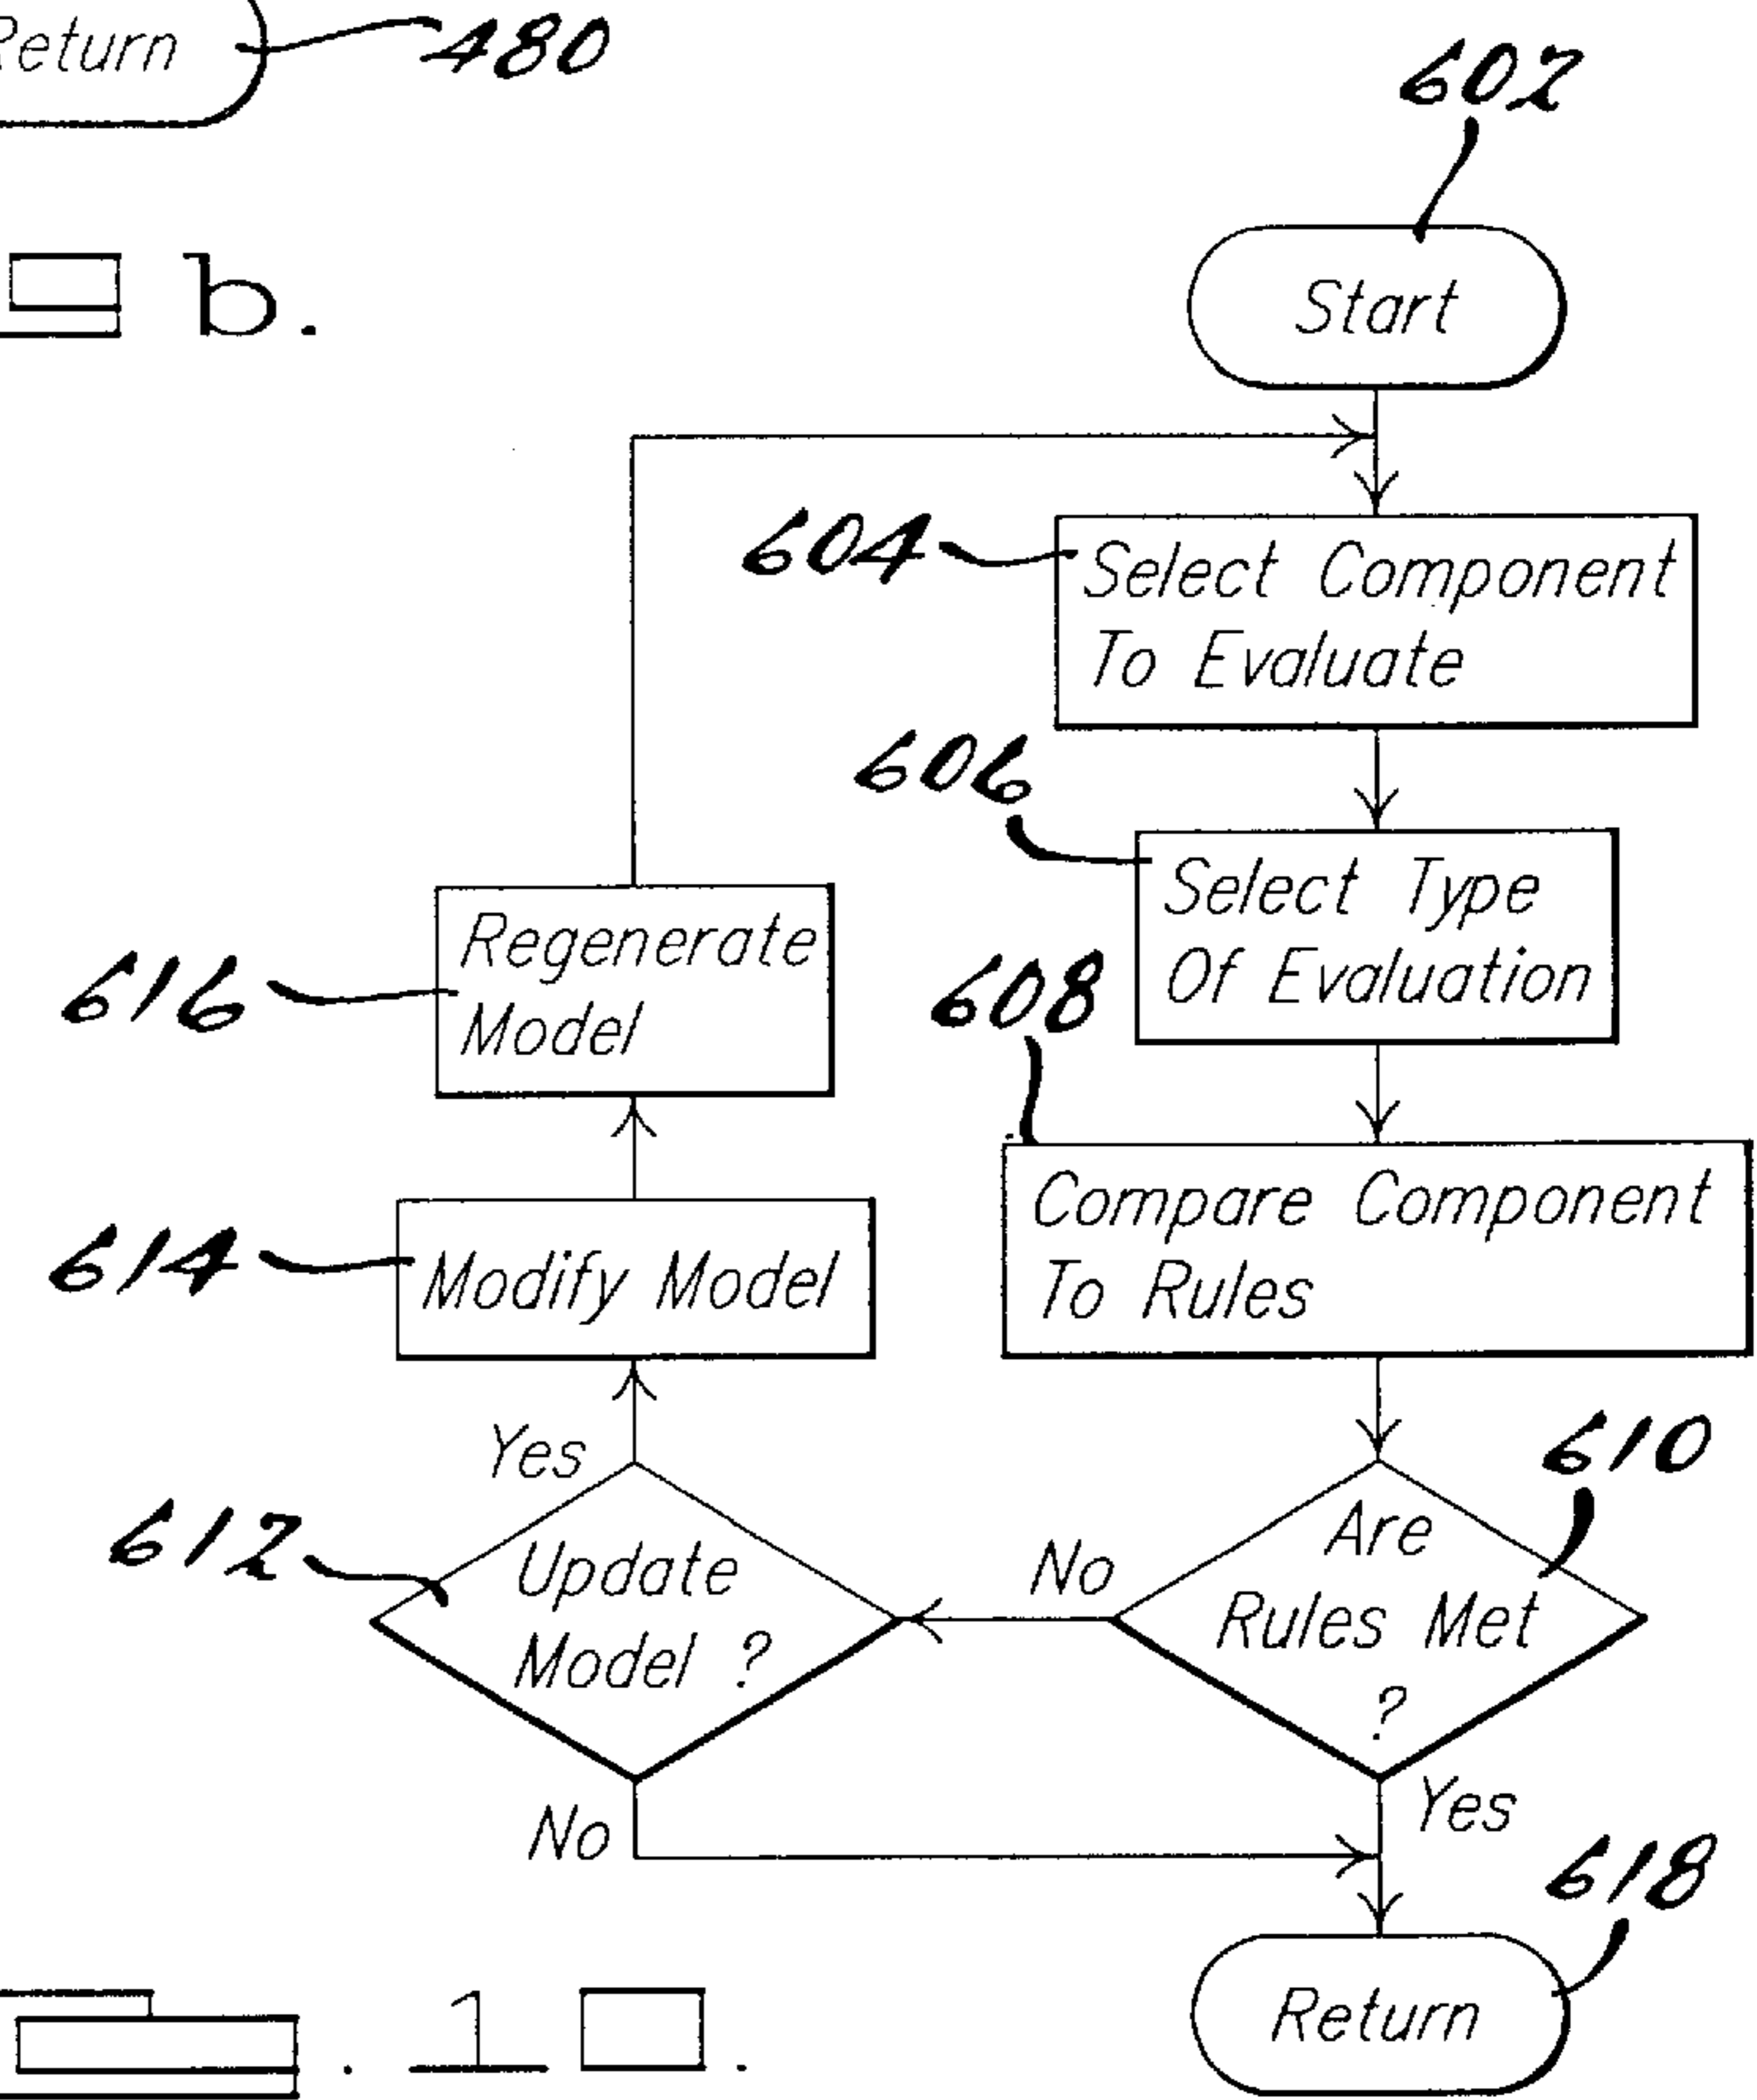 Return
480
b.
602
Start
604
Select Component
To Evaluate
606
Select Type
Of Evaluation
608
Compare Component
To Rules
616
Regenerate
Model
614
Modify Model
Yes
612
Update
Model ?
No
No
610
Are
Rules Met
?
Yes
618
Return
. 10.